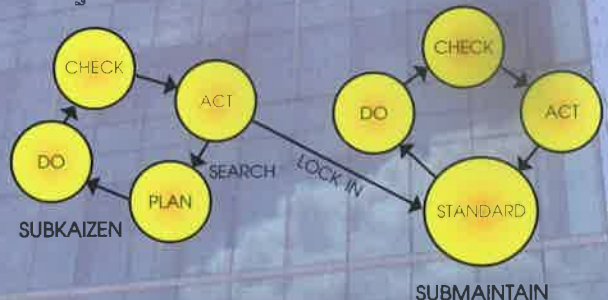 CHECK
ACT
DO
PLAN
SEARCH
SUBKAIZEN
LOCK IN
CHECK
DO
ACT
STANDARD
SUBMAINTAIN